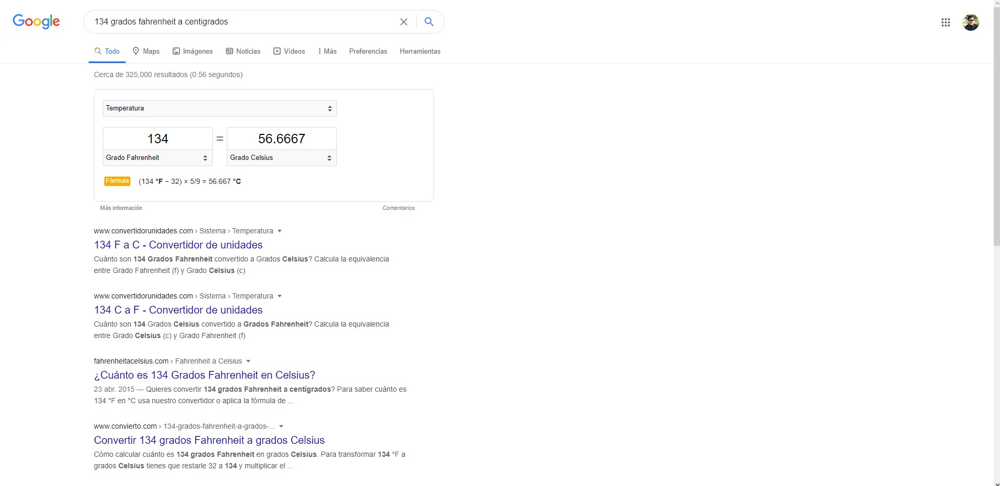 Google
134 grados fahrenheit a centigrados
Todo Maps Imágenes Noticias Vídeos Más Preferencias Herramientas
Cerca de 325,000 resultados (0.56 segundos)
Temperatura
134 = 56.6667
Grado Fahrenheit Grado Celsius
Fórmula (134 °F − 32) × 5/9 = 56.667 °C
Más información Comentarios
www.convertidorunidades.com › Sistema › Temperatura
134 F a C - Convertidor de unidades
Cuánto son 134 Grados Fahrenheit convertido a Grados Celsius? Calcula la equivalencia
entre Grado Fahrenheit (f) y Grado Celsius (c)
www.convertidorunidades.com › Sistema › Temperatura
134 C a F - Convertidor de unidades
Cuánto son 134 Grados Celsius convertido a Grados Fahrenheit? Calcula la equivalencia
entre Grado Celsius (c) y Grado Fahrenheit (f)
fahrenheitacelsius.com › Fahrenheit a Celsius
¿Cuánto es 134 Grados Fahrenheit en Celsius?
23 abr. 2015 — Quieres convertir 134 grados Fahrenheit a centígrados? Para saber cuánto es
134 °F en °C usa nuestro convertidor o aplica la fórmula de ...
www.convierto.com › 134-grados-fahrenheit-a-grados-...
Convertir 134 grados Fahrenheit a grados Celsius
Cómo calcular cuánto es 134 grados Fahrenheit en grados Celsius. Para transformar 134 °F a
grados Celsius tienes que restarle 32 a 134 y multiplicar el ...